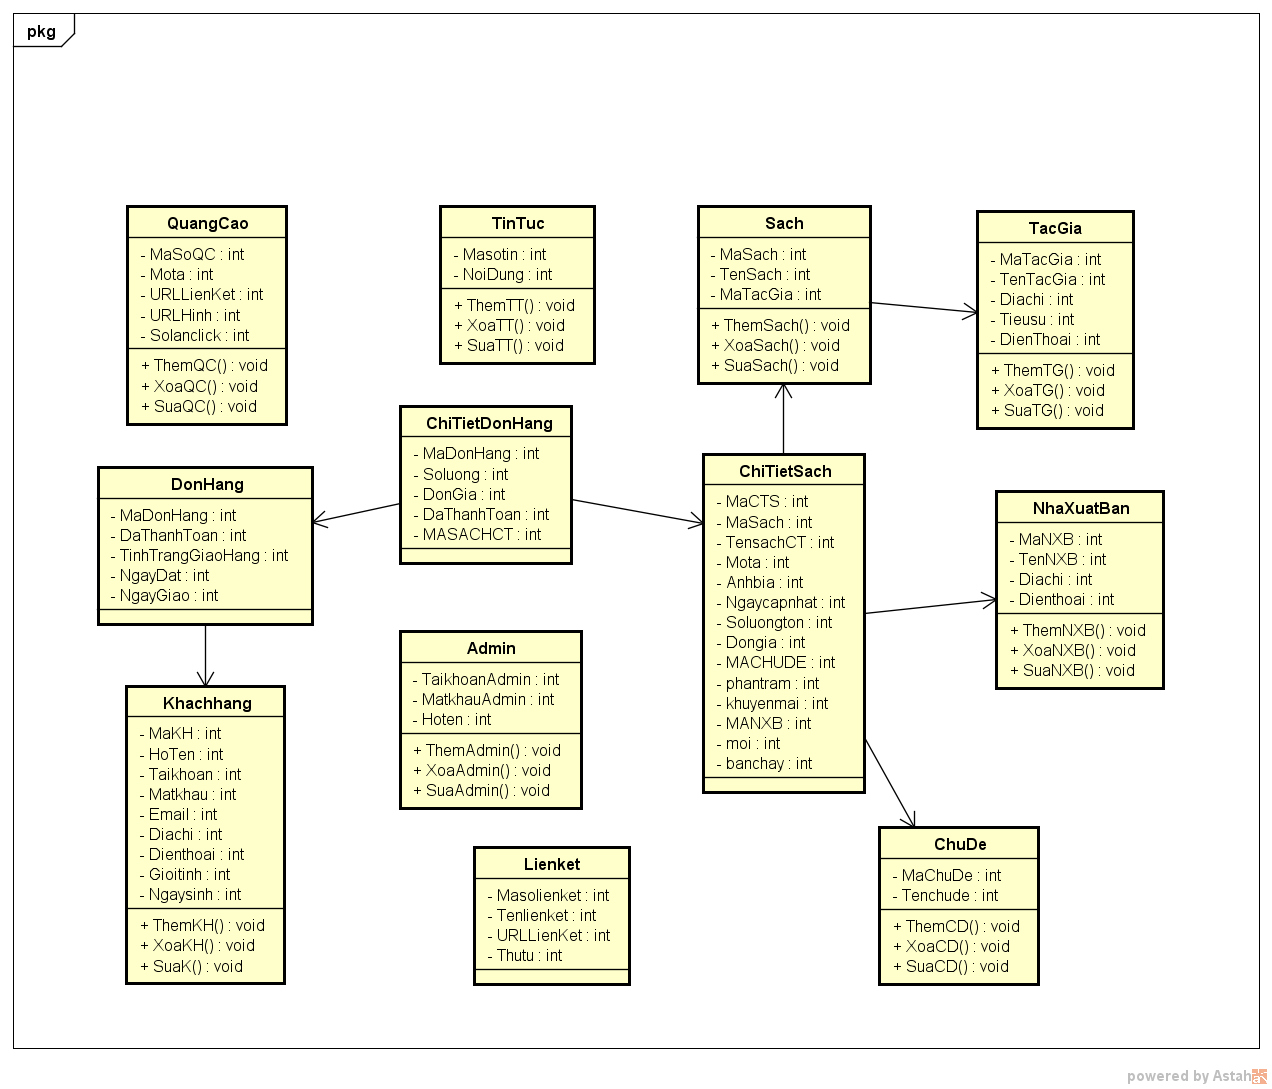 pkg
QuangCao
- MaSoQC : int
- Mota : int
- URLLienKet : int
- URLHinh : int
- Solanclick : int
+ ThemQC() : void
+ XoaQC() : void
+ SuaQC() : void
TinTuc
- Masotin : int
- NoiDung : int
+ ThemTT() : void
+ XoaTT() : void
+ SuaTT() : void
Sach
- MaSach : int
- TenSach : int
- MaTacGia : int
+ ThemSach() : void
+ XoaSach() : void
+ SuaSach() : void
TacGia
- MaTacGia : int
- TenTacGia : int
- Diachi : int
- Tieusu : int
- DienThoai : int
+ ThemTG() : void
+ XoaTG() : void
+ SuaTG() : void
ChiTietDonHang
- MaDonHang : int
- Soluong : int
- DonGia : int
- DaThanhToan : int
- MASACHCT : int
DonHang
- MaDonHang : int
- DaThanhToan : int
- TinhTrangGiaoHang : int
- NgayDat : int
- NgayGiao : int
ChiTietSach
- MaCTS : int
- MaSach : int
- TensachCT : int
- Mota : int
- Anhbia : int
- Ngaycapnhat : int
- Soluongton : int
- Dongia : int
- MACHUDE : int
- phantram : int
- khuyenmai : int
- MANXB : int
- moi : int
- banchay : int
NhaXuatBan
- MaNXB : int
- TenNXB : int
- Diachi : int
- Dienthoai : int
+ ThemNXB() : void
+ XoaNXB() : void
+ SuaNXB() : void
Admin
- TaikhoanAdmin : int
- MatkhauAdmin : int
- Hoten : int
+ ThemAdmin() : void
+ XoaAdmin() : void
+ SuaAdmin() : void
Khachhang
- MaKH : int
- HoTen : int
- Taikhoan : int
- Matkhau : int
- Email : int
- Diachi : int
- Dienthoai : int
- Gioitinh : int
- Ngaysinh : int
+ ThemKH() : void
+ XoaKH() : void
+ SuaK() : void
Lienket
- Masolienket : int
- Tenlienket : int
- URLLienKet : int
- Thutu : int
ChuDe
- MaChuDe : int
- Tenchude : int
+ ThemCD() : void
+ XoaCD() : void
+ SuaCD() : void
powered by Astah